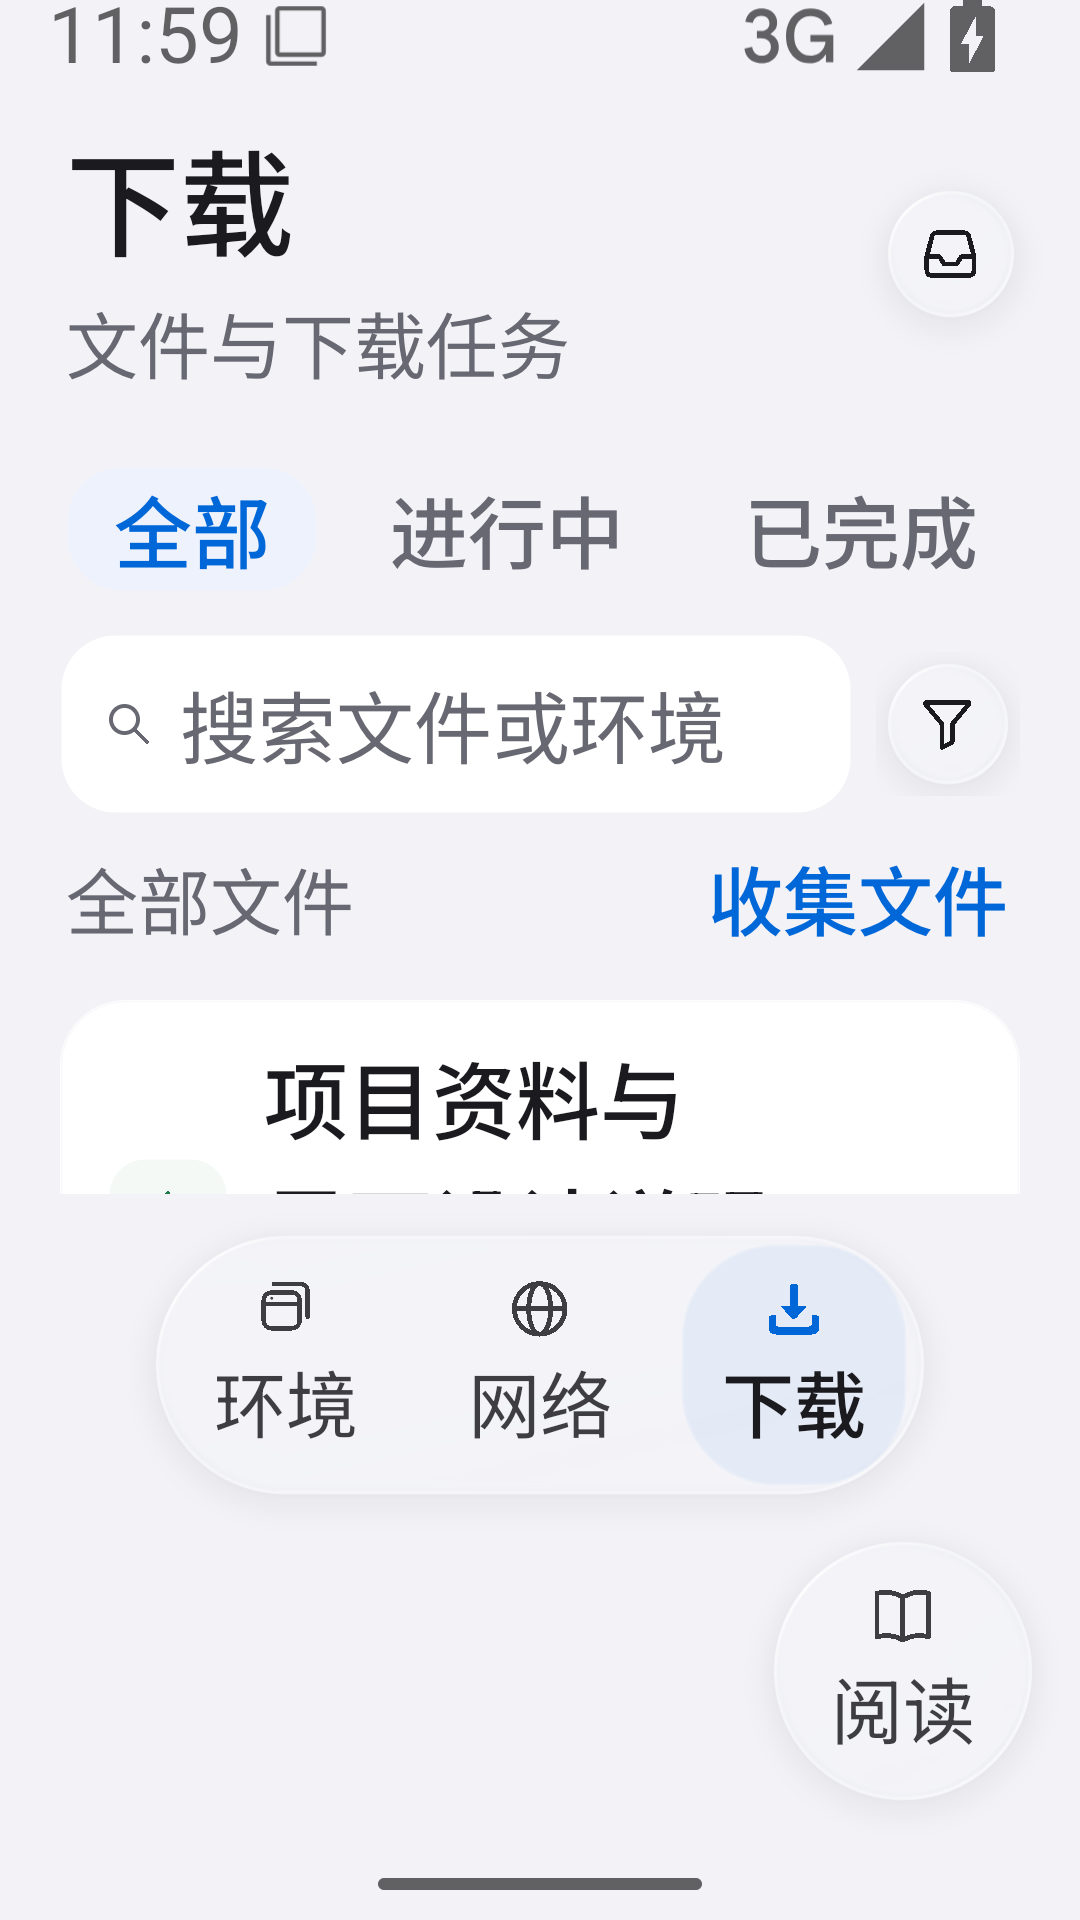 11:59
3G
下载
文件与下载任务
全部
进行中
已完成
搜索文件或环境
全部文件
收集文件
项目资料与
环境
网络
下载
阅读